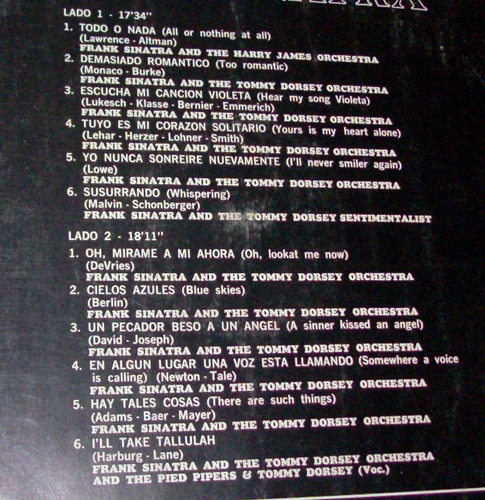 LADO 1 - 17'34"
1. TODO O NADA (All or nothing at all)
(Lawrence - Altman)
FRANK SINATRA AND THE HARRY JAMES ORCHESTRA
2. DEMASIADO ROMANTICO (Too romantic)
(Monaco - Burke)
FRANK SINATRA AND THE TOMMY DORSEY ORCHESTRA
3. ESCUCHA MI CANCION VIOLETA (Hear my song Violeta)
(Lukesch - Klasse - Bernier - Emmerich)
FRANK SINATRA AND THE TOMMY DORSEY ORCHESTRA
4. TUYO ES MI CORAZON SOLITARIO (Yours is my heart alone)
(Lehar - Herzer - Lohner - Smith)
FRANK SINATRA AND THE TOMMY DORSEY ORCHESTRA
5. YO NUNCA SONREIRE NUEVAMENTE (I'll never smiler again)
(Lowe)
FRANK SINATRA AND THE TOMMY DORSEY ORCHESTRA
6. SUSURRANDO (Whispering)
(Malvin - Schonberger)
FRANK SINATRA AND THE TOMMY DORSEY SENTIMENTALIST
LADO 2 - 18'11"
1. OH, MIRAME A MI AHORA (Oh, lookat me now)
(DeVries)
FRANK SINATRA AND THE TOMMY DORSEY ORCHESTRA
2. CIELOS AZULES (Blue skies)
(Berlin)
FRANK SINATRA AND THE TOMMY DORSEY ORCHESTRA
3. UN PECADOR BESO A UN ANGEL (A sinner kissed an angel)
(David - Joseph)
FRANK SINATRA AND THE TOMMY DORSEY ORCHESTRA
4. EN ALGUN LUGAR UNA VOZ ESTA LLAMANDO (Somewhere a voice
is calling) (Newton - Tale)
FRANK SINATRA AND THE TOMMY DORSEY ORCHESTRA
5. HAY TALES COSAS (There are such things)
(Adams - Baer - Mayer)
FRANK SINATRA AND THE TOMMY DORSEY ORCHESTRA
6. I'LL TAKE TALLULAH
(Harburg - Lane)
FRANK SINATRA AND THE TOMMY DORSEY ORCHESTRA
AND THE PIED PIPERS & TOMMY DORSEY (Voc.)